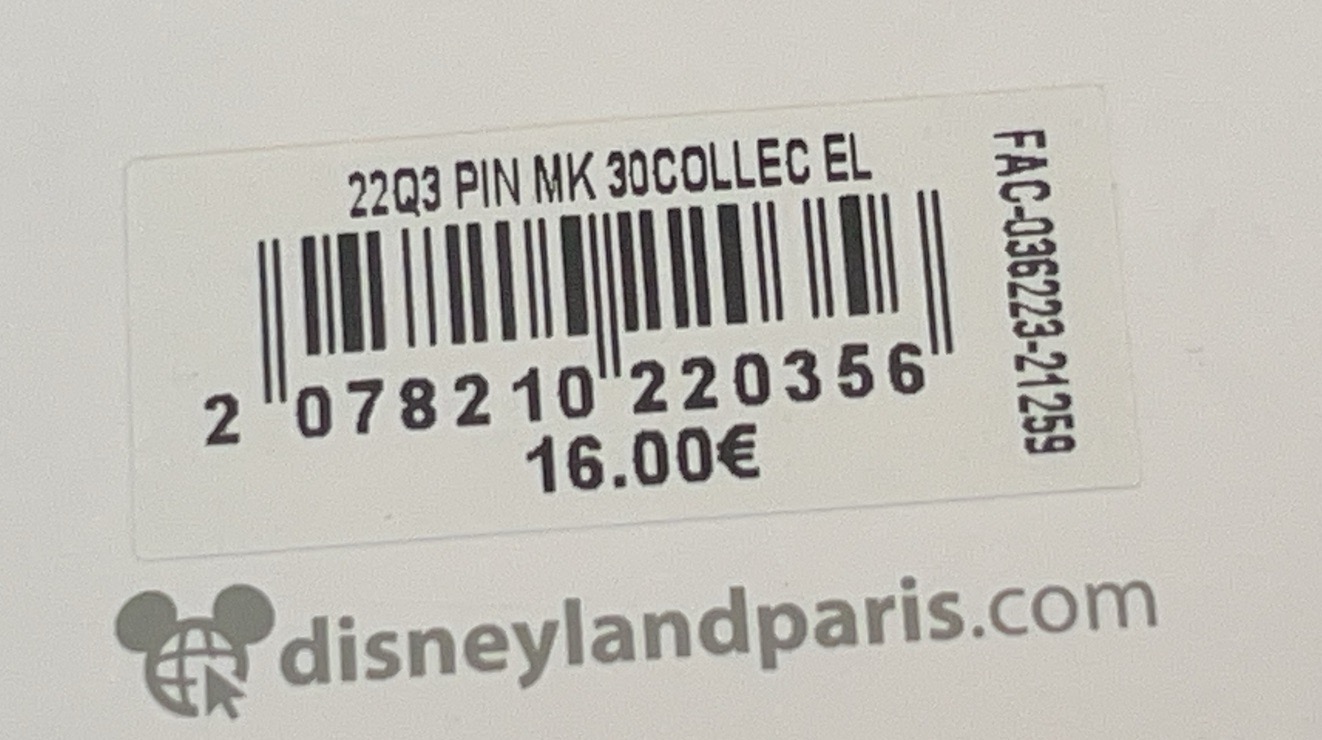 22Q3 PIN MK 30COLLEC EL
2 078210 220356
16.00€
FAC-036223-21259
disneylandparis.com